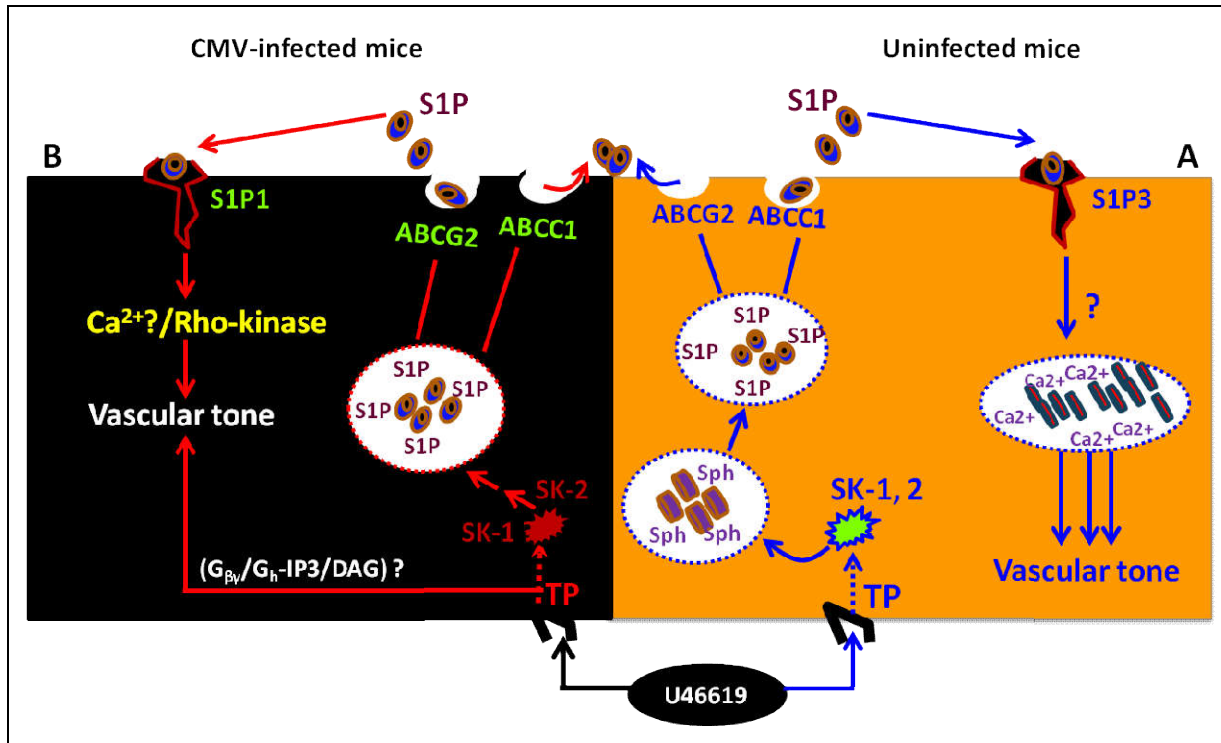 CMV-infected mice
Uninfected mice
S1P
S1P
B
A
S1P1
ABCG2
ABCC1
ABCG2
ABCC1
S1P3
Ca²⁺?/Rho-kinase
Vascular tone
S1P
S1P
S1P
S1P
S1P
S1P
S1P
S1P
?
Ca2+
Ca2+
Ca2+
Ca2+
Ca2+
Sph
Sph
Sph
SK-2
SK-1
SK-1, 2
(Gβγ/Gh-IP3/DAG) ?
TP
TP
Vascular tone
U46619